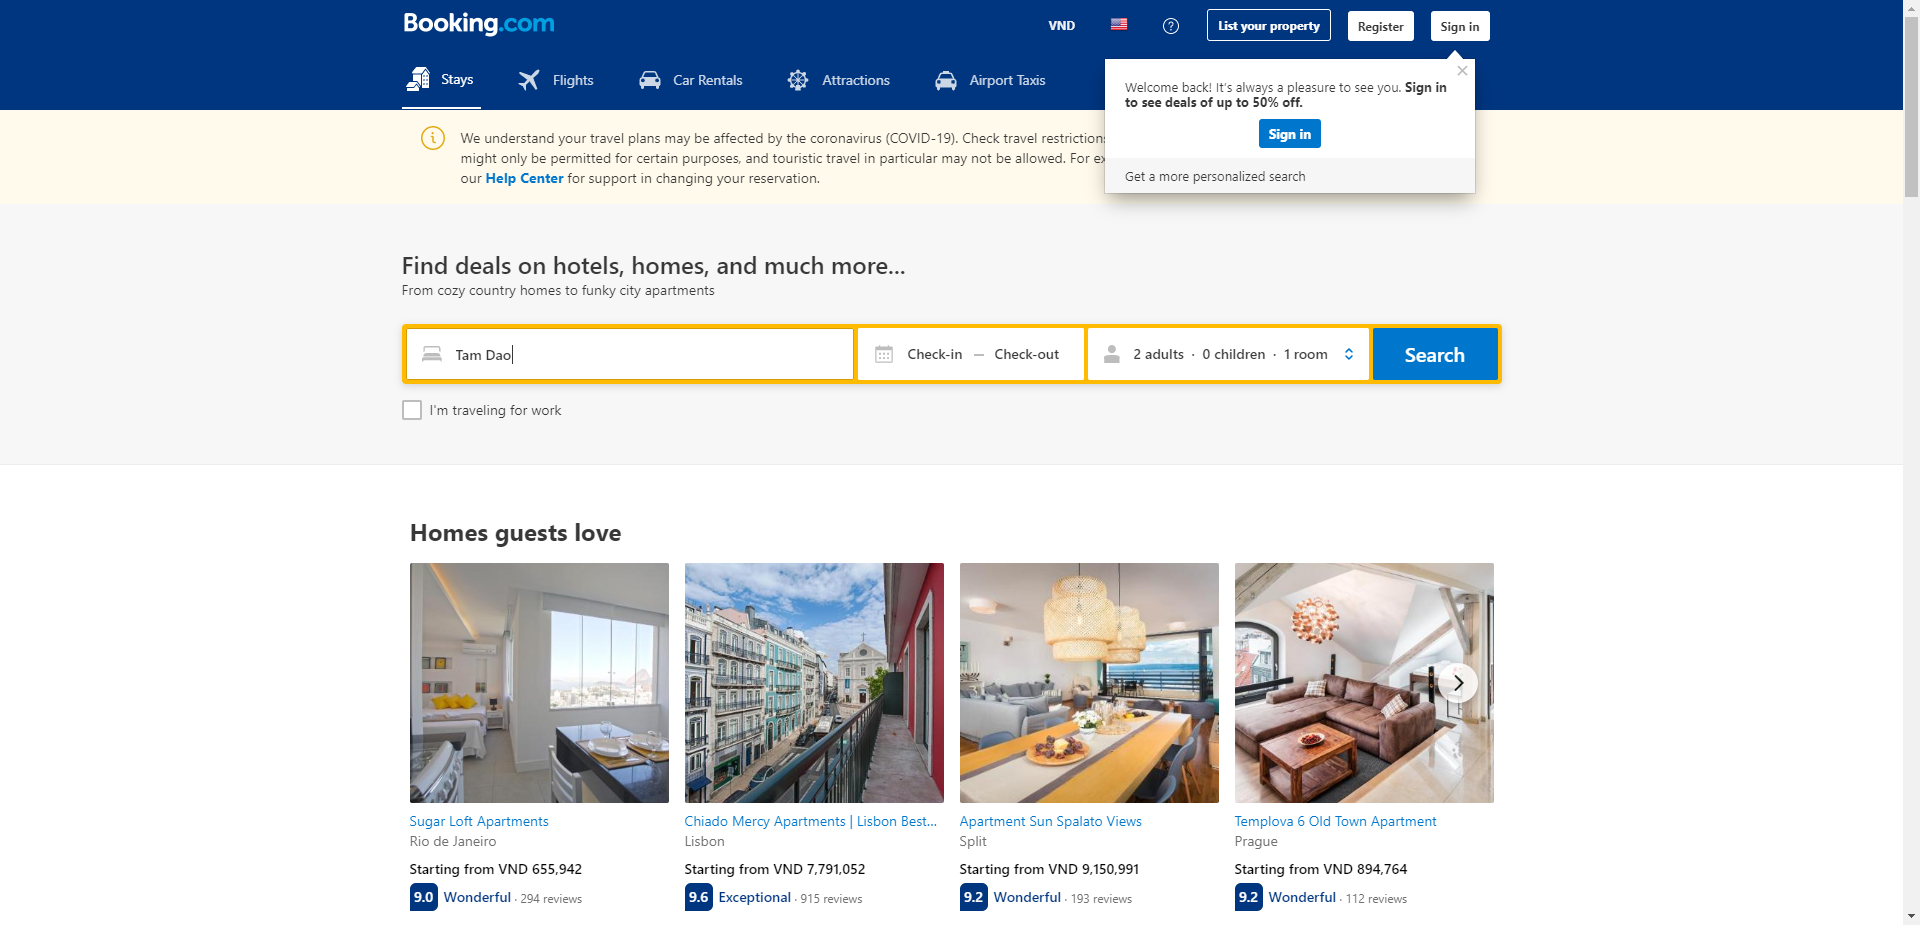 Booking.com
VND
List your property
Register
Sign in
Stays
Flights
Car Rentals
Attractions
Airport Taxis
Welcome back! It's always a pleasure to see you. Sign in
to see deals of up to 50% off.
Sign in
Get a more personalized search
We understand your travel plans may be affected by the coronavirus (COVID-19). Check travel restrictions
might only be permitted for certain purposes, and touristic travel in particular may not be allowed. For ex
our Help Center for support in changing your reservation.
Find deals on hotels, homes, and much more...
From cozy country homes to funky city apartments
Tam Dao
Check-in — Check-out
2 adults · 0 children · 1 room
Search
I'm traveling for work
Homes guests love
Sugar Loft Apartments
Rio de Janeiro
Starting from VND 655,942
9.0 Wonderful · 294 reviews
Chiado Mercy Apartments | Lisbon Best...
Lisbon
Starting from VND 7,791,052
9.6 Exceptional · 915 reviews
Apartment Sun Spalato Views
Split
Starting from VND 9,150,991
9.2 Wonderful · 193 reviews
Templova 6 Old Town Apartment
Prague
Starting from VND 894,764
9.2 Wonderful · 112 reviews